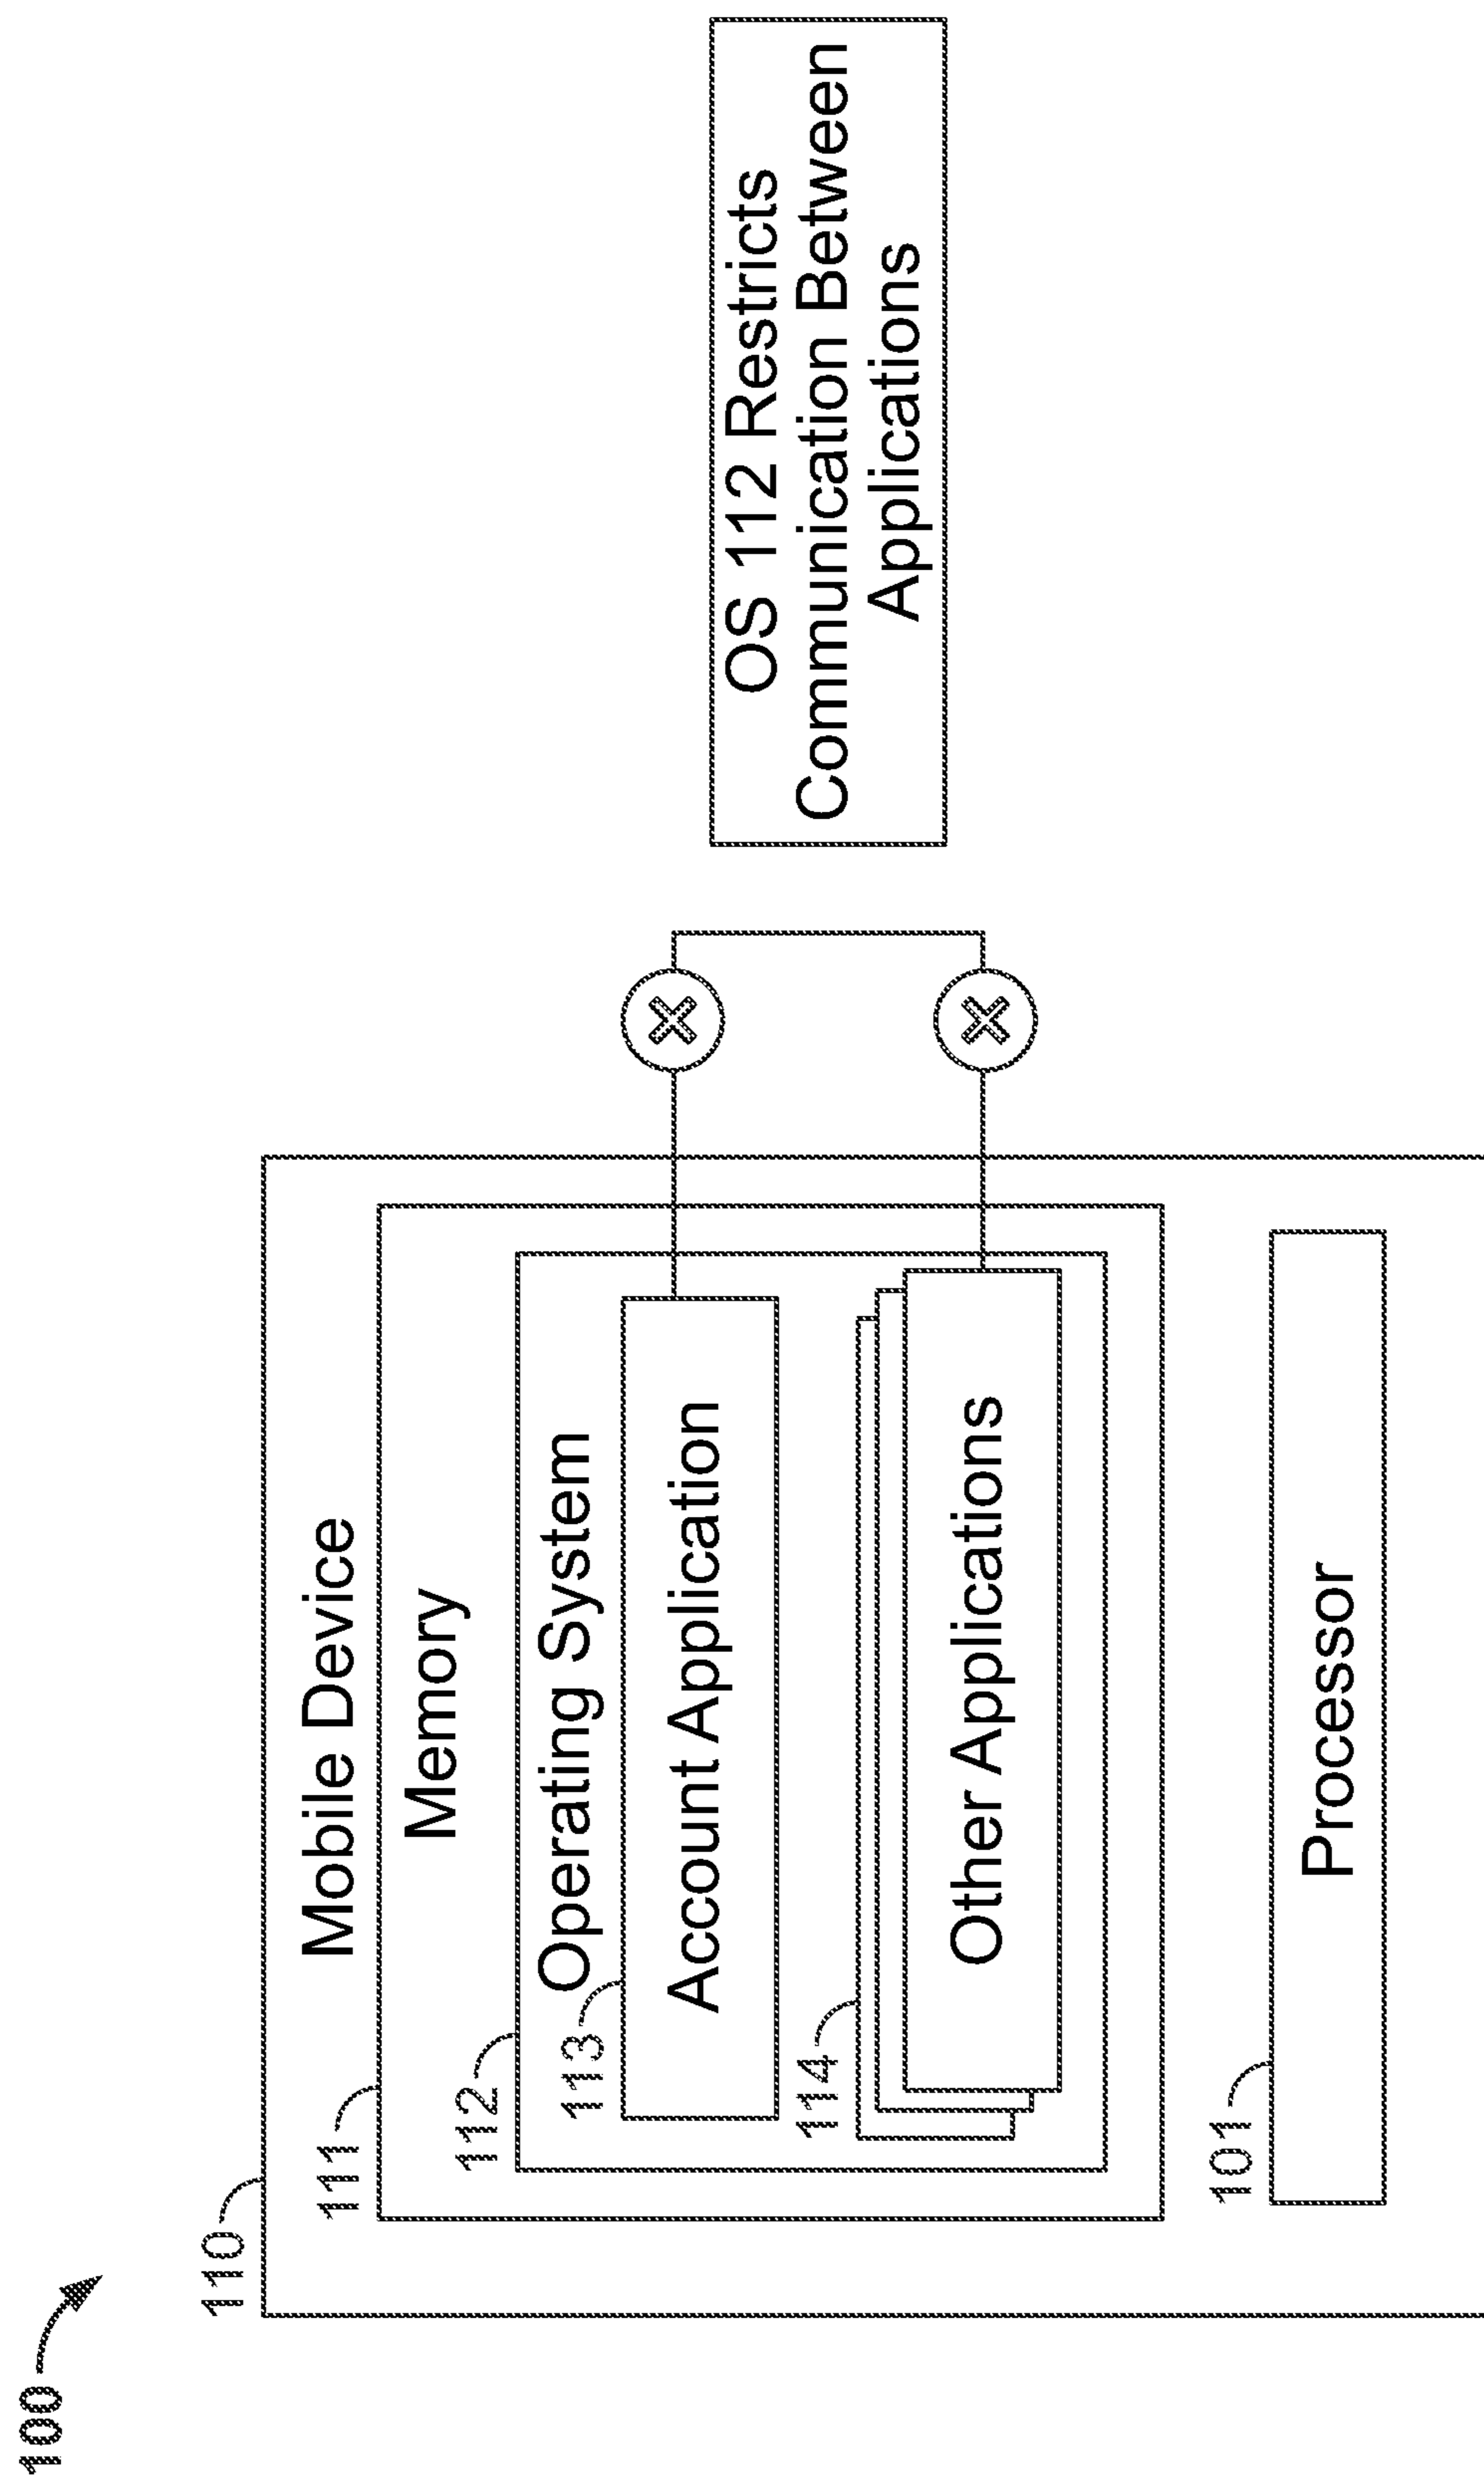 100
110
Mobile Device
111
Memory
112
Operating System
113
Account Application
114
Other Applications
101
Processor
OS 112 Restricts
Communication Between
Applications